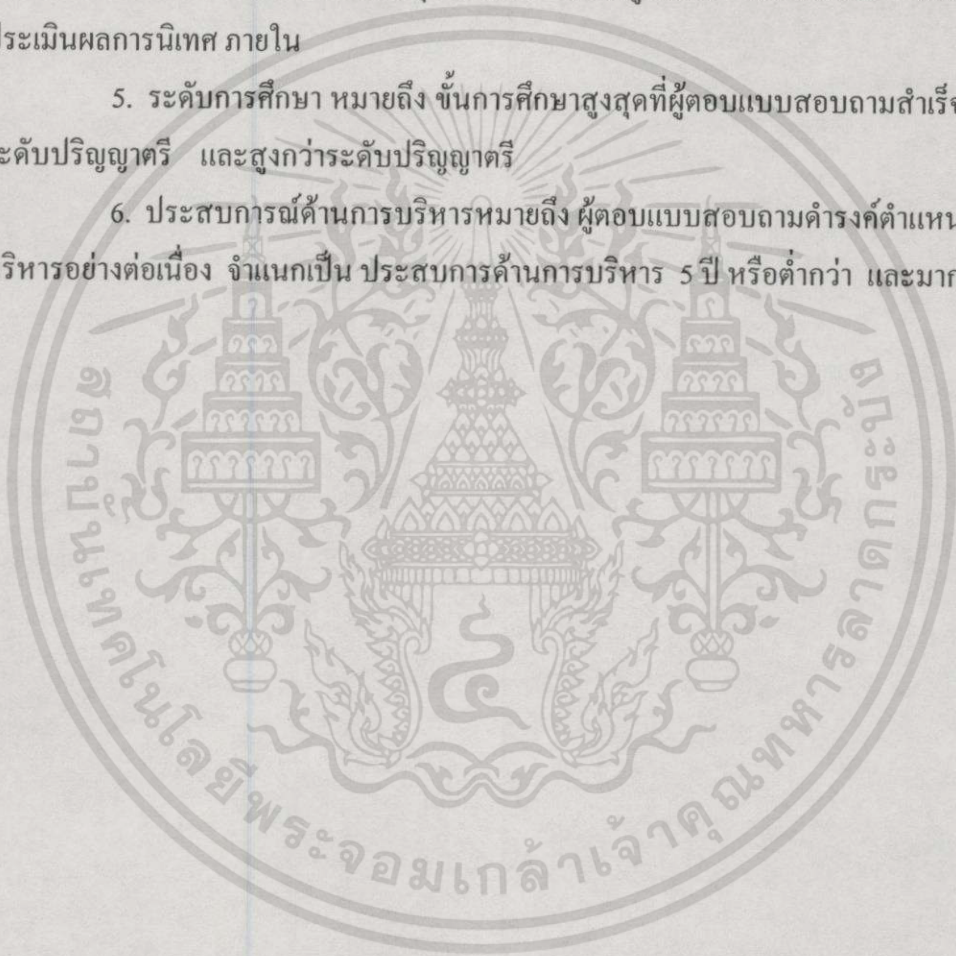 ประเมินผลการนิเทศ ภายใน
5. ระดับการศึกษา หมายถึง ขั้นการศึกษาสูงสุดที่ผู้ตอบแบบสอบถามสำเร็จ
ระดับปริญญาตรี และสูงกว่าระดับปริญญาตรี
6. ประสบการณ์ด้านการบริหารหมายถึง ผู้ตอบแบบสอบถามดำรงค์ตำแหน
ริหารอย่างต่อเนื่อง จำแนกเป็น ประสบการด้านการบริหาร 5 ปี หรือต่ำกว่า และมาก
สถาบันเทคโนโลยีพระจอมเกล้าเจ้าคุณทหารลาดกระบัง